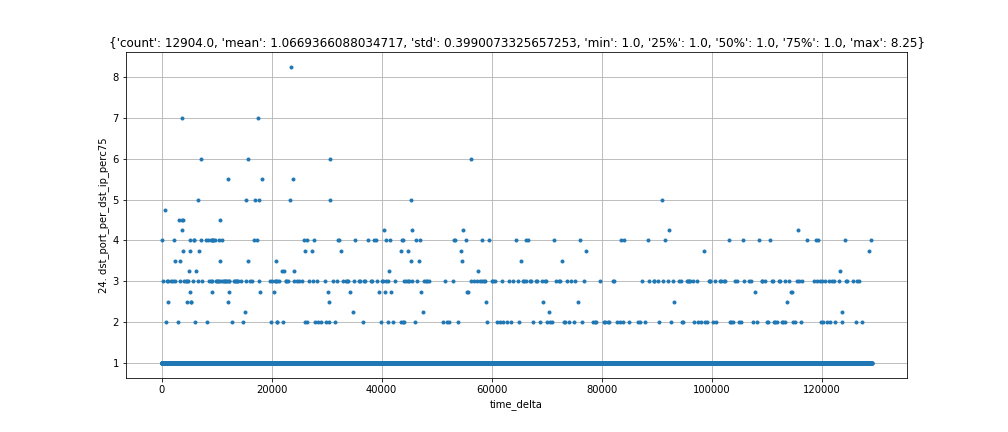 {'count': 12904.0, 'mean': 1.0669366088034717, 'std': 0.3990073325657253, 'min': 1.0, '25%': 1.0, '50%': 1.0, '75%': 1.0, 'max': 8.25}
24. dst_port_per_dst_ip_perc75
8
7
6
5
4
3
2
1
0 20000 40000 60000 80000 100000 120000
time_delta